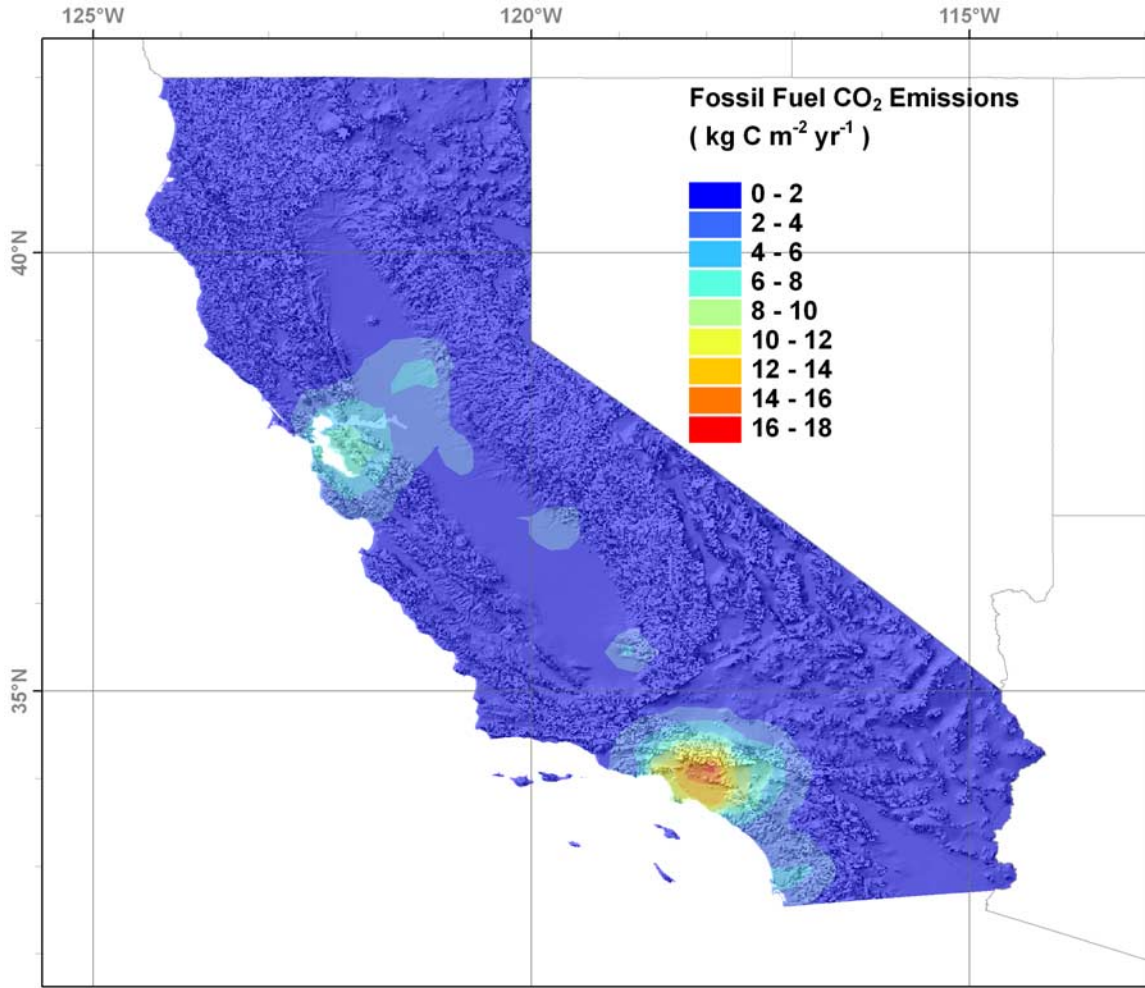 125°W 120°W 115°W
Fossil Fuel CO₂ Emissions
( kg C m⁻² yr⁻¹ )
0 - 2
2 - 4
4 - 6
6 - 8
8 - 10
10 - 12
12 - 14
14 - 16
16 - 18
40°N
35°N